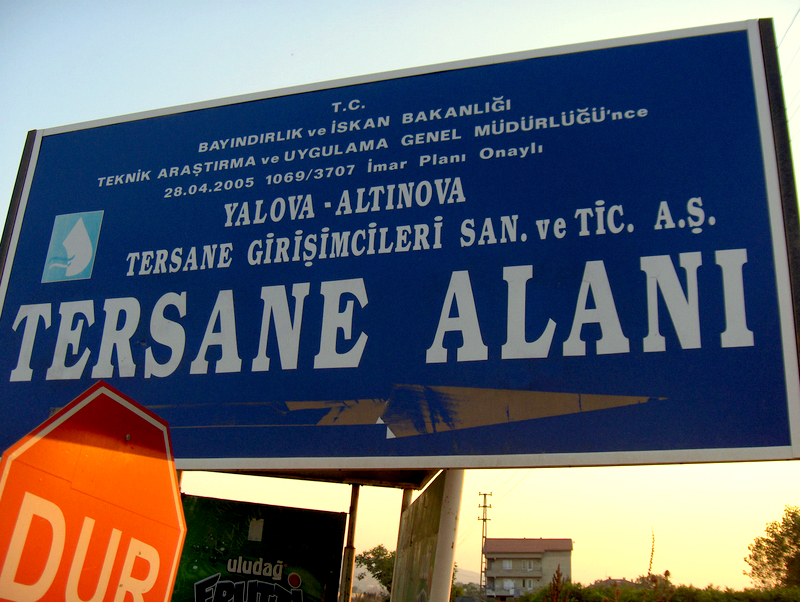 T.C.
BAYINDIRLIK ve İSKAN BAKANLIĞI
TEKNİK ARAŞTIRMA ve UYGULAMA GENEL MÜDÜRLÜĞÜ'nce
28.04.2005 1069/3707 İmar Planı Onaylı
YALOVA - ALTINOVA
TERSANE GİRİŞİMCİLERİ SAN. ve TİC. A.Ş.
TERSANE ALANI
DUR
uludağ
FRUTTİ